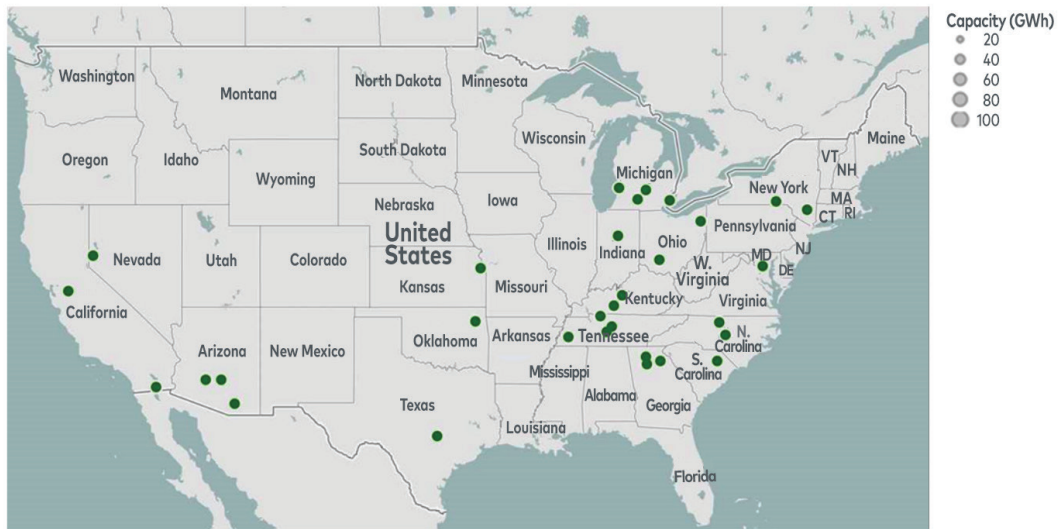 Capacity (GWh)
20
40
60
80
100
Washington
Montana
North Dakota
Minnesota
Maine
Oregon
Idaho
Wyoming
South Dakota
Wisconsin
Michigan
VT
NH
New York
MA
CT
RI
Nebraska
Iowa
Pennsylvania
United
States
Illinois
Indiana
Ohio
NJ
MD
DE
W.
Virginia
Nevada
Utah
Colorado
Kansas
Missouri
Kentucky
Virginia
California
Arizona
New Mexico
Oklahoma
Arkansas
Tennessee
N.
Carolina
S.
Carolina
Mississippi
Alabama
Georgia
Texas
Louisiana
Florida